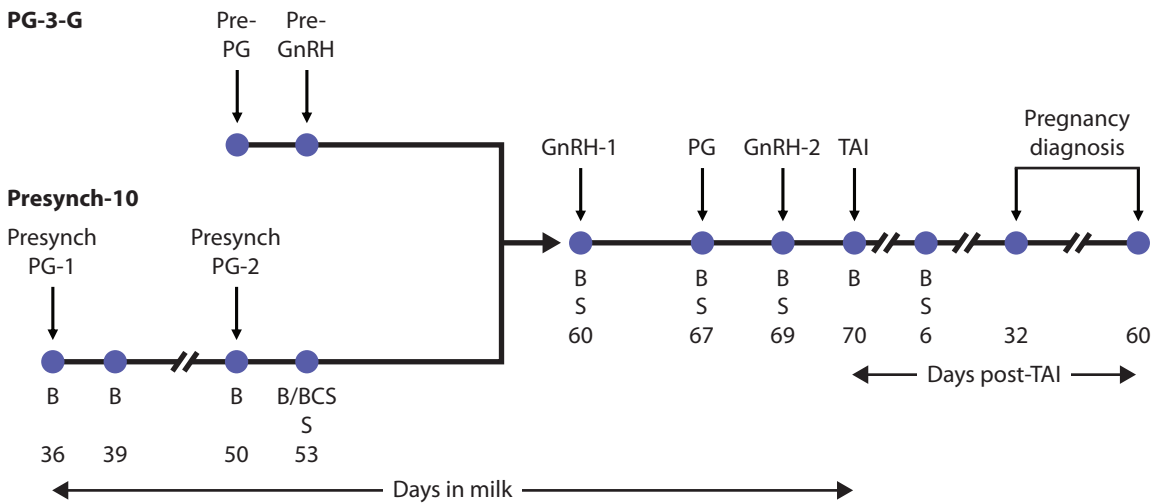 PG-3-G
Pre-
PG
Pre-
GnRH
GnRH-1
PG
GnRH-2
TAI
Pregnancy
diagnosis
Presynch-10
Presynch
PG-1
Presynch
PG-2
B
S
60
B
S
67
B
S
69
B
70
B
S
6
32
60
Days post-TAI
B
36
B
39
B
50
B/BCS
S
53
Days in milk